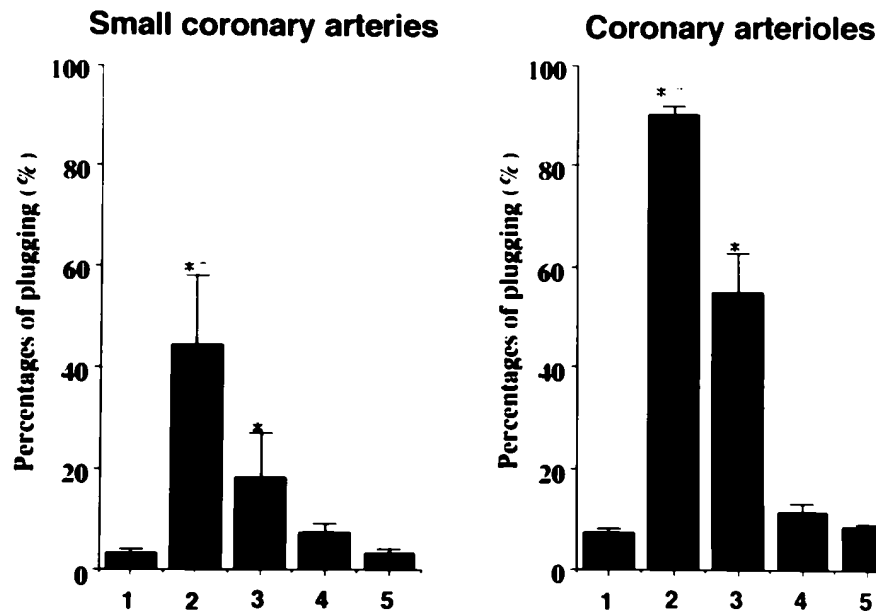 Small coronary arteries
Percentages of plugging (%)
100
80
60
40
20
0
* -
*
1 2 3 4 5
Coronary arterioles
Percentages of plugging (%)
100
80
60
40
20
0
*
*
1 2 3 4 5